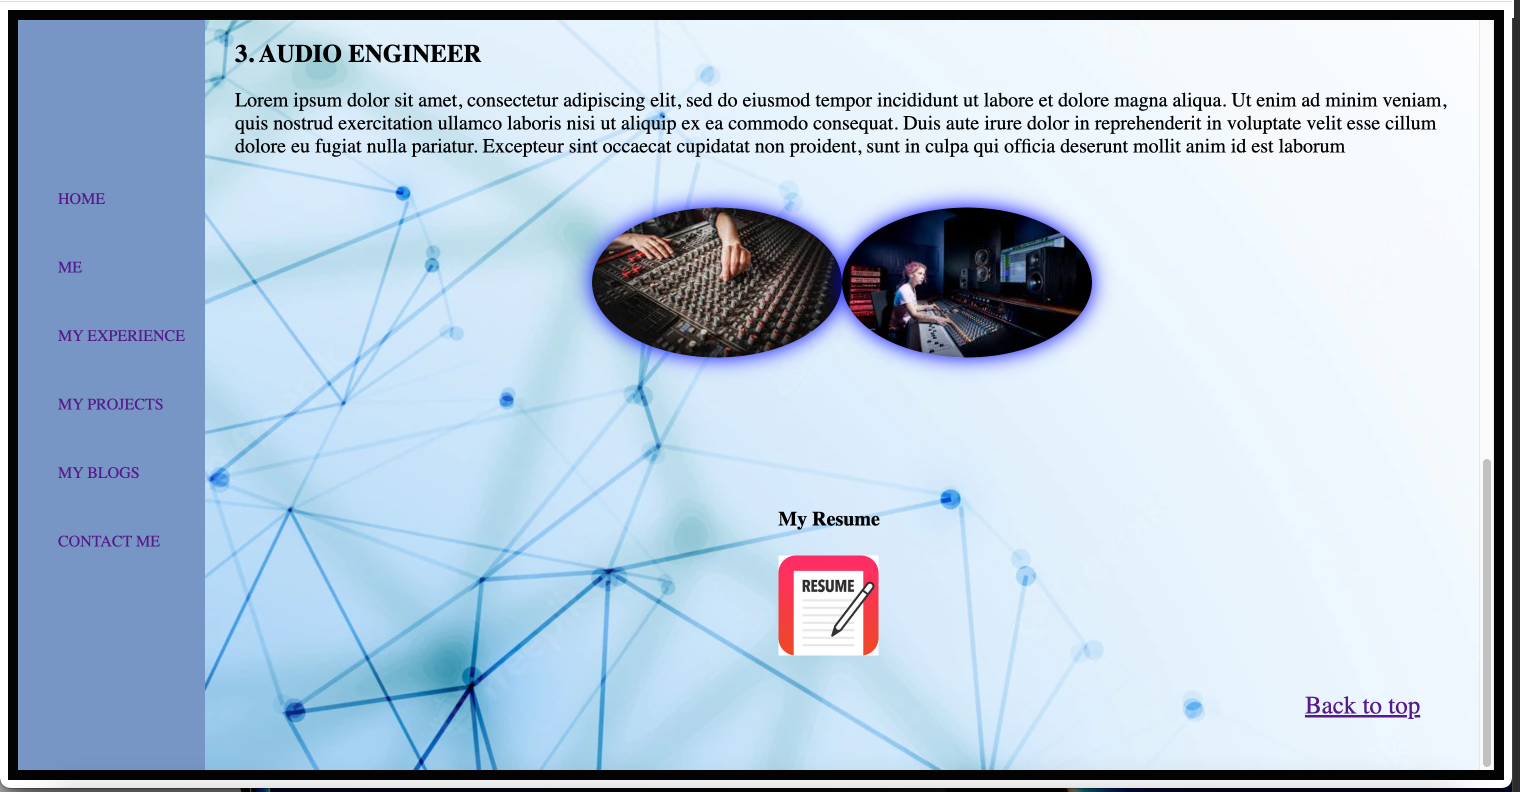 3. AUDIO ENGINEER
Lorem ipsum dolor sit amet, consectetur adipiscing elit, sed do eiusmod tempor incididunt ut labore et dolore magna aliqua. Ut enim ad minim veniam,
quis nostrud exercitation ullamco laboris nisi ut aliquip ex ea commodo consequat. Duis aute irure dolor in reprehenderit in voluptate velit esse cillum
dolore eu fugiat nulla pariatur. Excepteur sint occaecat cupidatat non proident, sunt in culpa qui officia deserunt mollit anim id est laborum
HOME
ME
MY EXPERIENCE
MY PROJECTS
MY BLOGS
CONTACT ME
My Resume
RESUME
Back to top